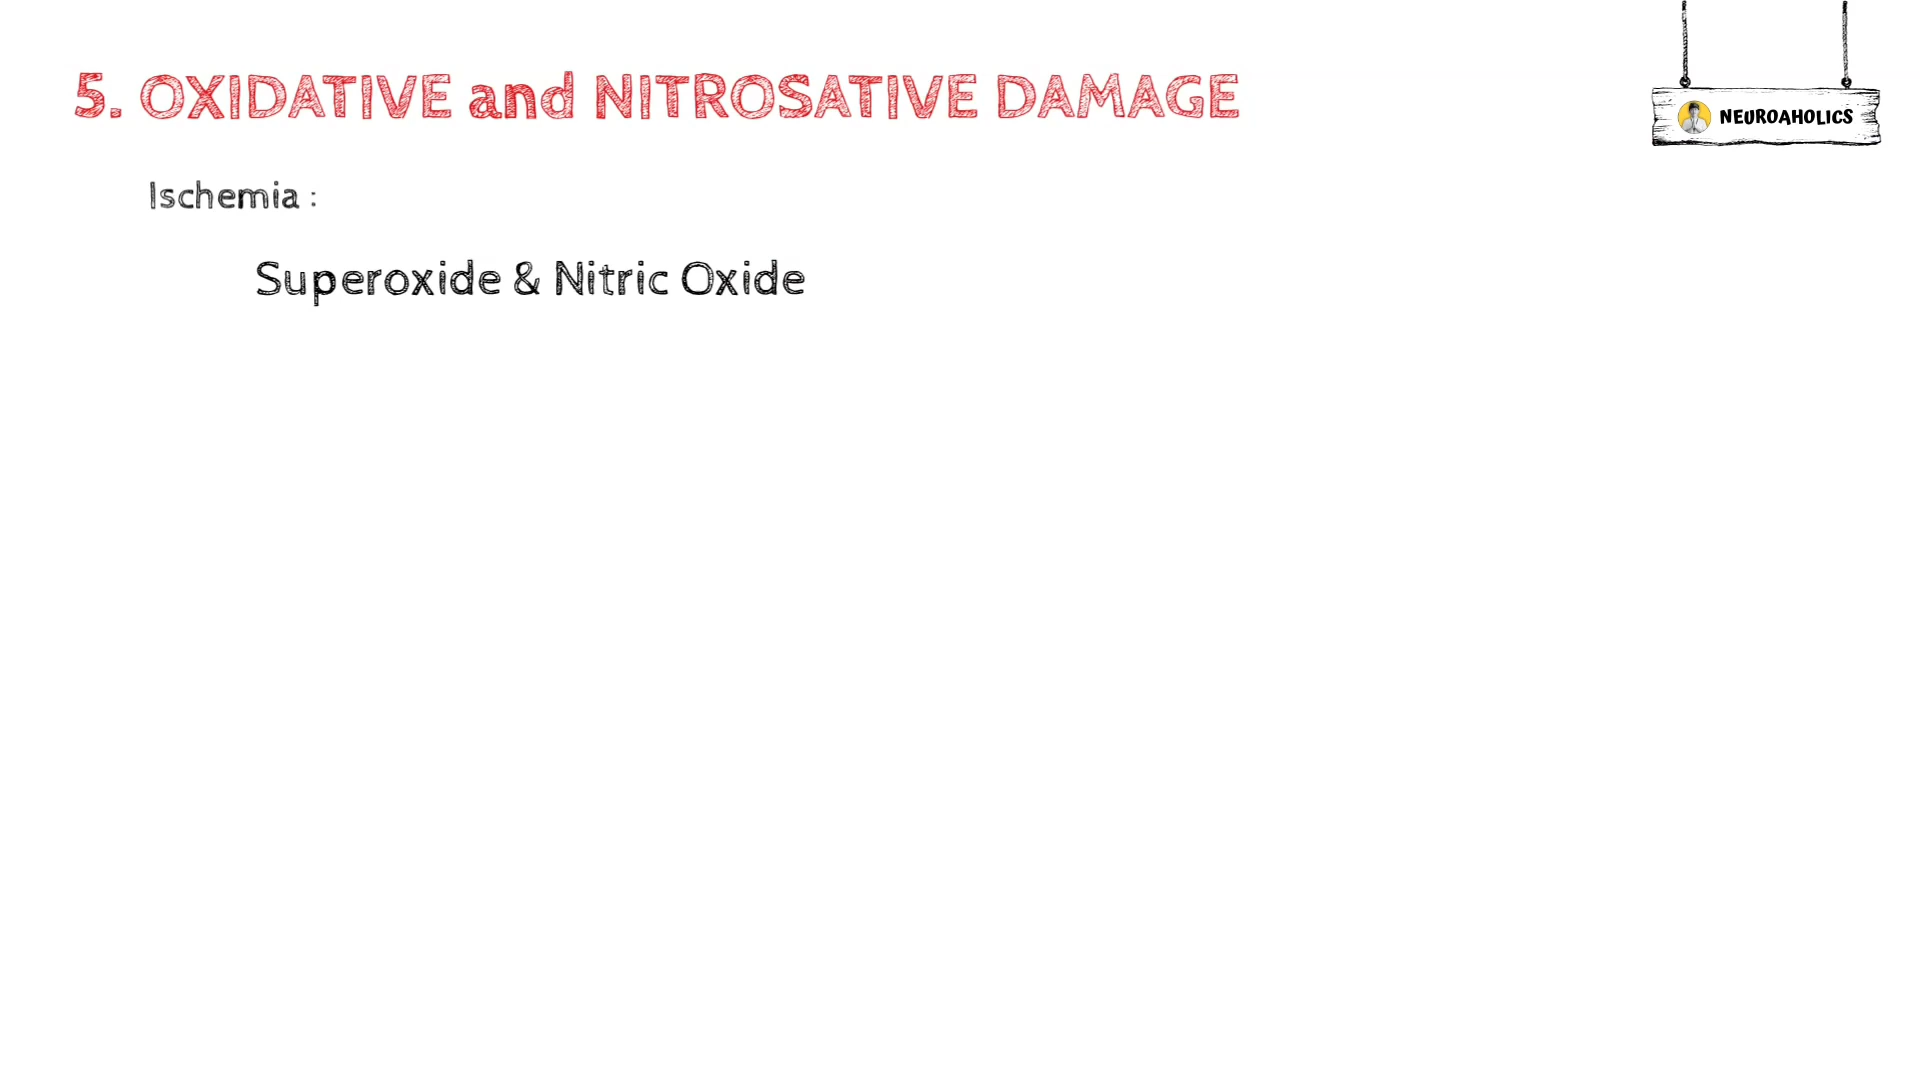 5. OXIDATIVE and NITROSATIVE DAMAGE
NEUROAHOLICS
Ischemia :
Superoxide & Nitric Oxide